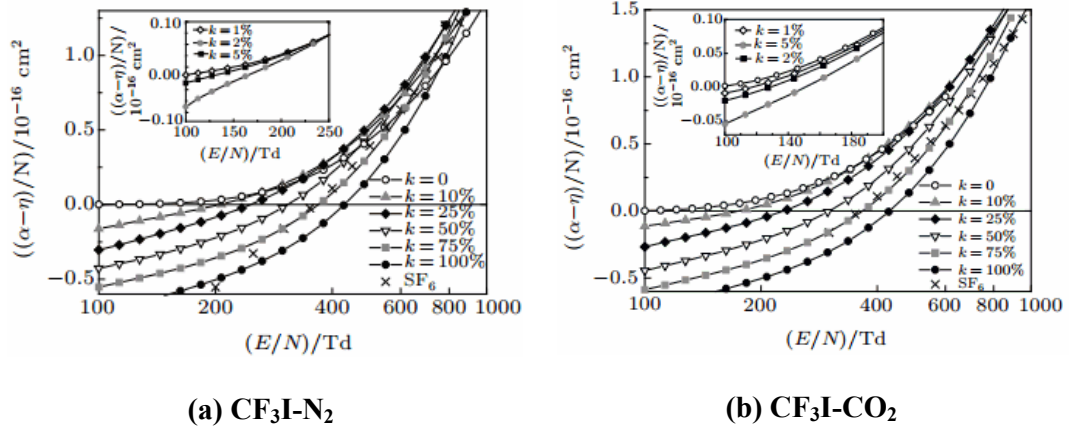 ((α−η)/N)/10⁻¹⁶ cm²
1.0
0.5
0.0
−0.5
100
200
400
600
800
1000
(E/N)/Td
k = 0
k = 10%
k = 25%
k = 50%
k = 75%
k = 100%
SF₆
((α−η)/N)/
10⁻¹⁶ cm²
0.10
0.00
−0.10
100
150
200
250
(E/N)/Td
k = 1%
k = 2%
k = 5%
(a) CF₃I-N₂
((α−η)/N)/10⁻¹⁶ cm²
1.5
1.0
0.5
0.0
−0.5
100
200
400
600
800
1000
(E/N)/Td
k = 0
k = 10%
k = 25%
k = 50%
k = 75%
k = 100%
SF₆
((α−η)/N)/
10⁻¹⁶ cm²
0.10
0.05
0.00
−0.05
100
140
180
(E/N)/Td
k = 1%
k = 5%
k = 2%
(b) CF₃I-CO₂